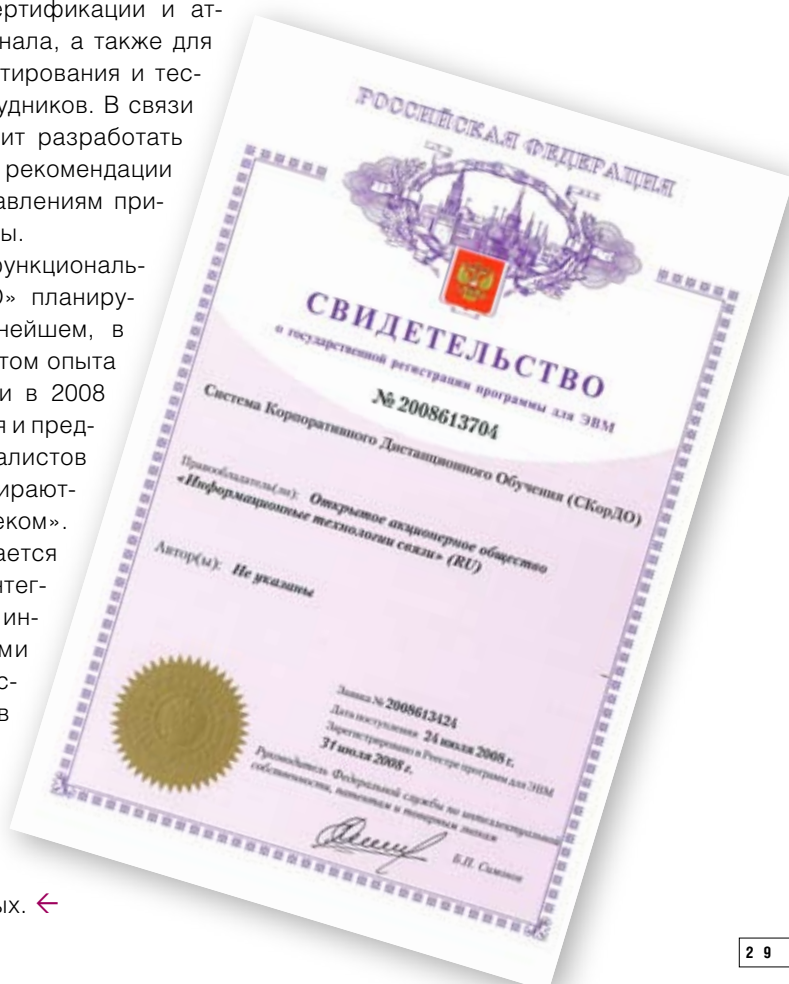 ертификации и ат-
нала, а также для
тирования и тес-
удников. В связи
ит разработать
рекомендации
авлениям при-
ы.
ункциональ-
О» планиру-
нейшем, в
том опыта
и в 2008
я и пред-
алистов
ирают-
еком».
ается
нтег-
ин-
ми
с-
в
ых. ←
РОССИЙСКАЯ ФЕДЕРАЦИЯ
СВИДЕТЕЛЬСТВО
о государственной регистрации программы для ЭВМ
№ 2008613704
Система Корпоративного Дистанционного Обучения (СКорДО)
Правообладатель(ли): Открытое акционерное общество
«Информационные технологии связи» (RU)
Автор(ы): Не указаны
Заявка № 2008613424
Дата поступления 24 июля 2008 г.
Зарегистрировано в Реестре программ для ЭВМ
31 июля 2008 г.
Руководитель Федеральной службы по интеллектуальной
собственности, патентам и товарным знакам
Б.П. Симонов
29